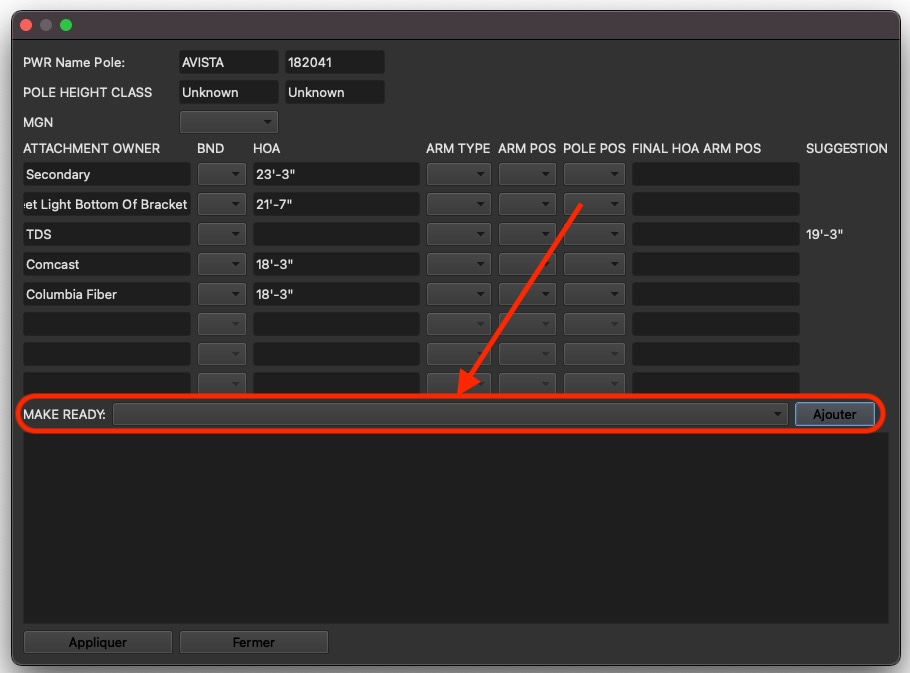 PWR Name Pole: AVISTA 182041
POLE HEIGHT CLASS Unknown Unknown
MGN
ATTACHMENT OWNER BND HOA ARM TYPE ARM POS POLE POS FINAL HOA ARM POS SUGGESTION
Secondary 23'-3"
et Light Bottom Of Bracket 21'-7"
TDS 19'-3"
Comcast 18'-3"
Columbia Fiber 18'-3"
MAKE READY: Ajouter
Appliquer Fermer